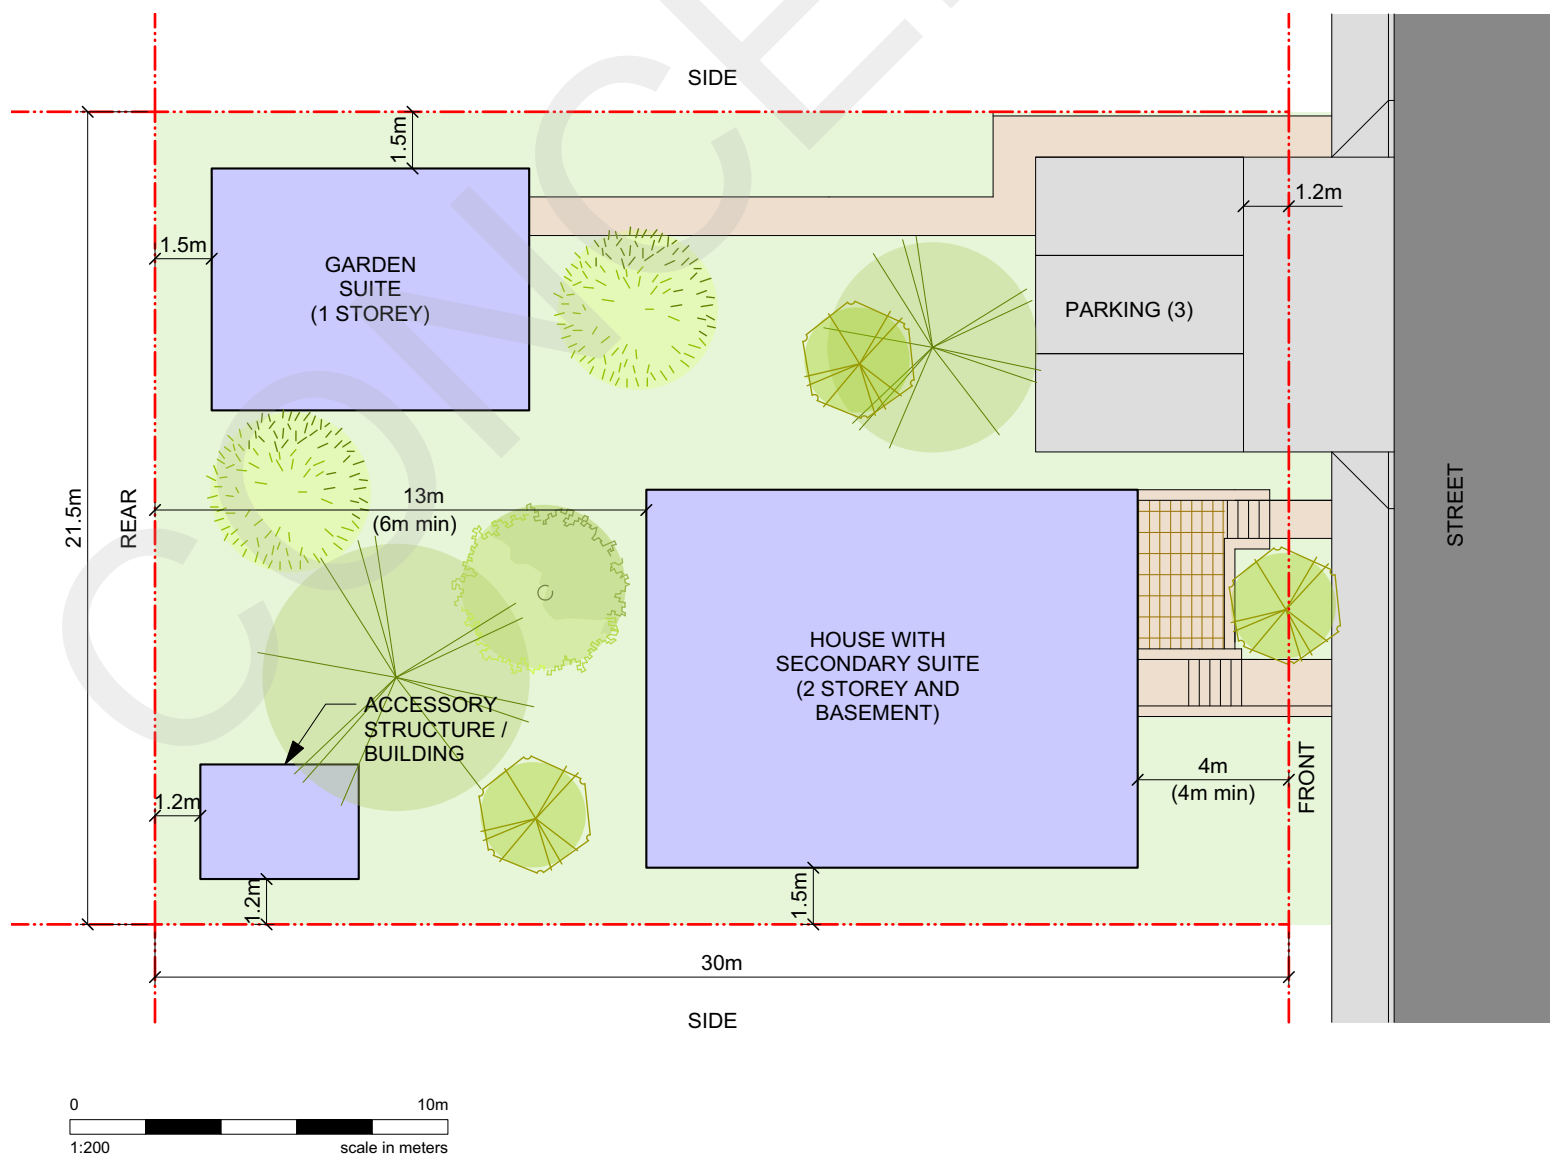 SIDE
1.5m
1.2m
1.5m
GARDEN
SUITE
(1 STOREY)
PARKING (3)
21.5m
REAR
13m
(6m min)
STREET
HOUSE WITH
SECONDARY SUITE
(2 STOREY AND
BASEMENT)
ACCESSORY
STRUCTURE /
BUILDING
4m
(4m min)
FRONT
1.2m
1.2m
1.5m
30m
SIDE
0 10m
1:200 scale in meters